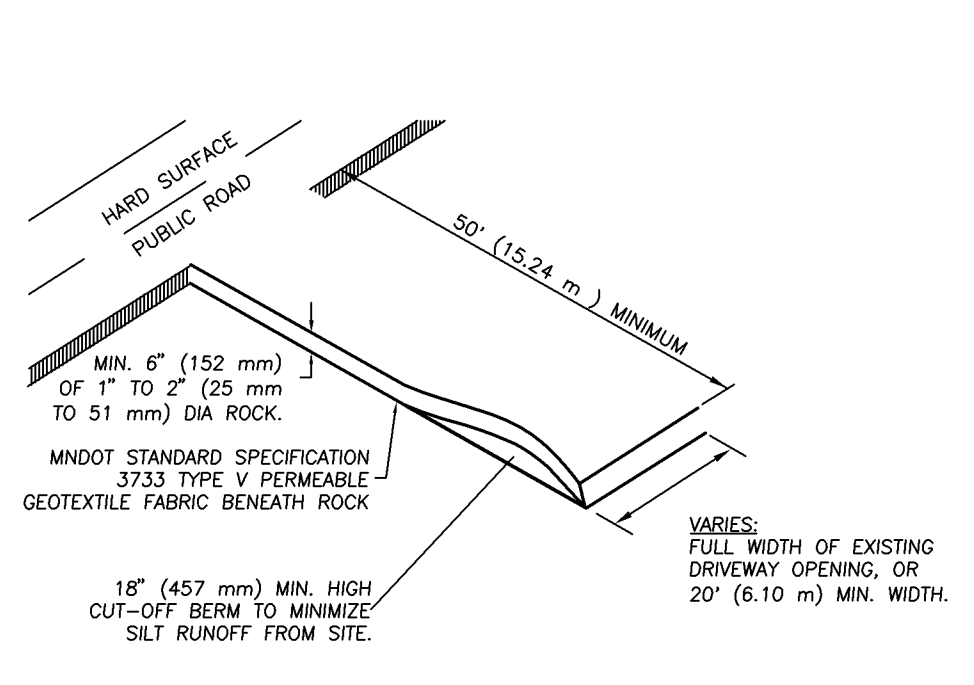 HARD SURFACE
PUBLIC ROAD
50' (15.24 m ) MINIMUM
MIN. 6" (152 mm)
OF 1" TO 2" (25 mm
TO 51 mm) DIA ROCK.
MNDOT STANDARD SPECIFICATION
3733 TYPE V PERMEABLE
GEOTEXTILE FABRIC BENEATH ROCK
18" (457 mm) MIN. HIGH
CUT-OFF BERM TO MINIMIZE
SILT RUNOFF FROM SITE.
VARIES:
FULL WIDTH OF EXISTING
DRIVEWAY OPENING, OR
20' (6.10 m) MIN. WIDTH.